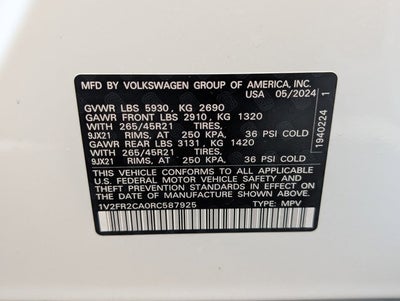 MFD BY VOLKSWAGEN GROUP OF AMERICA, INC.
USA 05/2024
GVWR LBS 5930, KG 2690
GAWR FRONT LBS 2910, KG 1320
WITH 265/45R21 TIRES,
9JX21 RIMS, AT 250 KPA, 36 PSI COLD
GAWR REAR LBS 3131, KG 1420
WITH 265/45R21 TIRES,
9JX21 RIMS, AT 250 KPA, 36 PSI COLD
THIS VEHICLE CONFORMS TO ALL APPLICABLE
FEDERAL MOTOR VEHICLE SAFETY AND
THEFT PREVENTION STANDARDS IN EFFECT ON
THE DATE OF MANUFACTURE SHOWN ABOVE.
1V2FR2CA0RC587925 TYPE: MPV
1940224 1